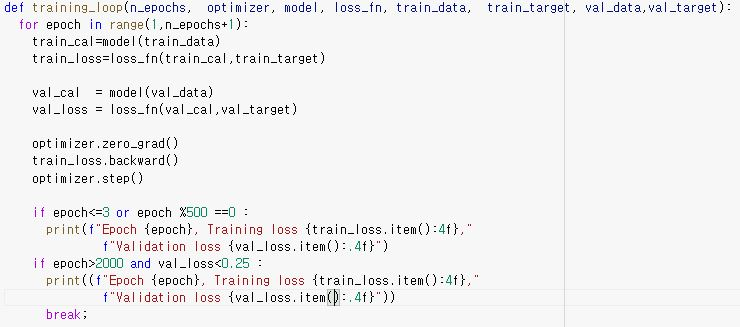 def training_loop(n_epochs,  optimizer, model, loss_fn, train_data,  train_target, val_data,val_target):
  for epoch in range(1,n_epochs+1):
    train_cal=model(train_data)
    train_loss=loss_fn(train_cal,train_target)

    val_cal  = model(val_data)
    val_loss = loss_fn(val_cal,val_target)

    optimizer.zero_grad()
    train_loss.backward()
    optimizer.step()

    if epoch<=3 or epoch %500 ==0 :
      print(f"Epoch {epoch}, Training loss {train_loss.item():4f},"
              f"Validation loss {val_loss.item():.4f}")
    if epoch>2000 and val_loss<0.25 :
      print((f"Epoch {epoch}, Training loss {train_loss.item():4f},"
              f"Validation loss {val_loss.item():.4f}"))
      break;